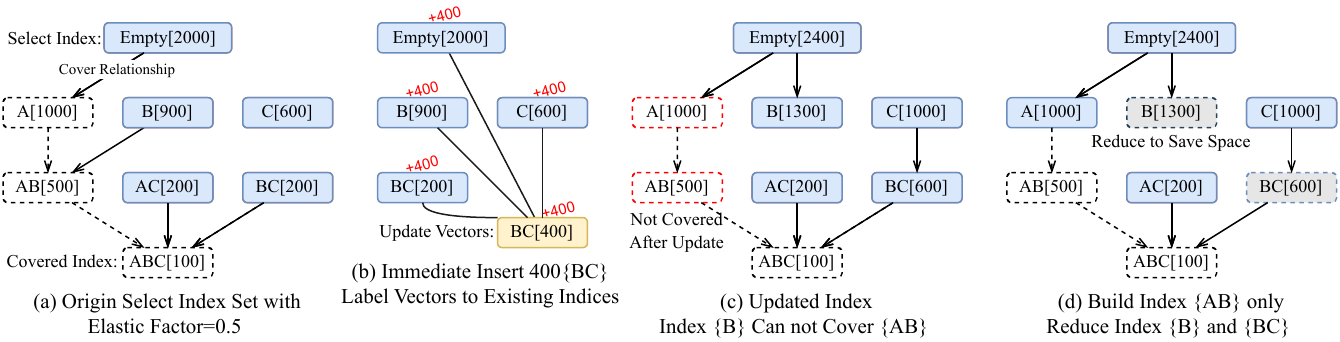 Select Index: Empty[2000]
Cover Relationship
A[1000] B[900] C[600]
AB[500] AC[200] BC[200]
Covered Index: ABC[100]
(a) Origin Select Index Set with
Elastic Factor=0.5
+400
Empty[2000]
+400 +400
B[900] C[600]
+400
BC[200]
+400
Update Vectors: BC[400]
(b) Immediate Insert 400{BC}
Label Vectors to Existing Indices
Empty[2400]
A[1000] B[1300] C[1000]
AB[500] AC[200] BC[600]
Not Covered
After Update
ABC[100]
(c) Updated Index
Index {B} Can not Cover {AB}
Empty[2400]
A[1000] B[1300] C[1000]
Reduce to Save Space
AB[500] AC[200] BC[600]
ABC[100]
(d) Build Index {AB} only
Reduce Index {B} and {BC}